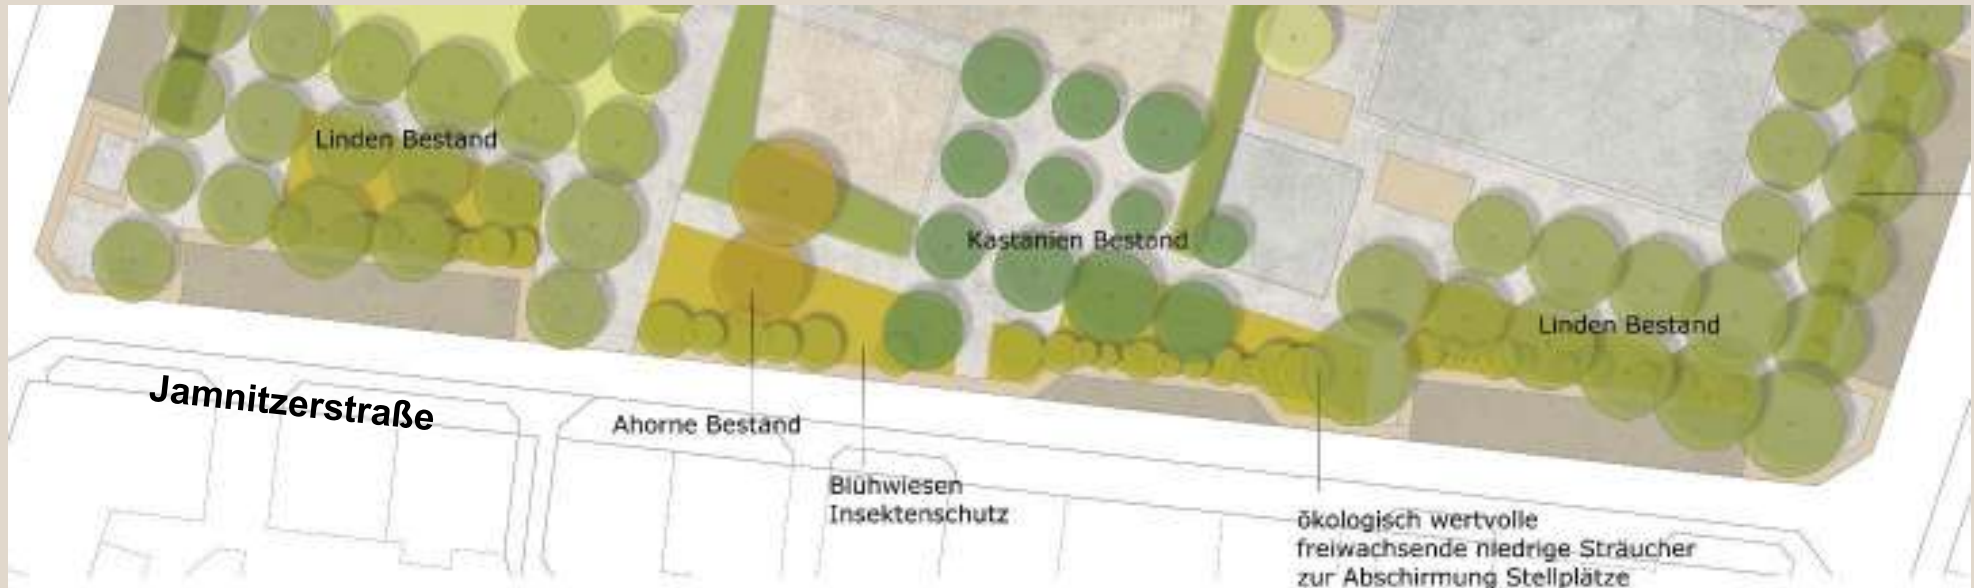 Linden Bestand
Kastanien Bestand
Linden Bestand
Jamnitzerstraße
Ahorne Bestand
Blühwiesen
Insektenschutz
ökologisch wertvolle
freiwachsende niedrige Sträucher
zur Abschirmung Stellplätze